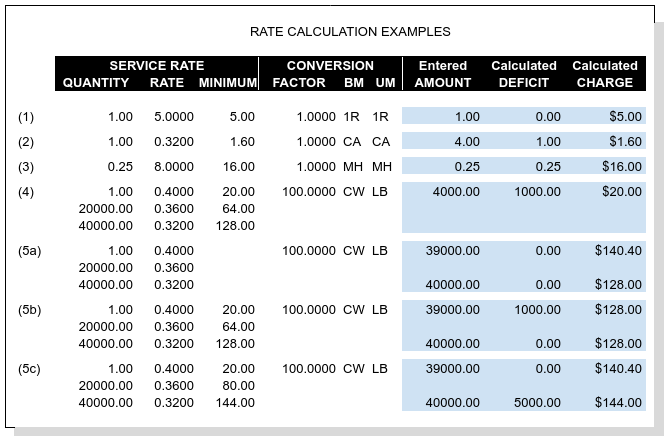 RATE CALCULATION EXAMPLES
SERVICE RATE CONVERSION Entered Calculated Calculated
QUANTITY RATE MINIMUM FACTOR BM UM AMOUNT DEFICIT CHARGE
(1) 1.00 5.0000 5.00 1.0000 1R 1R 1.00 0.00 $5.00
(2) 1.00 0.3200 1.60 1.0000 CA CA 4.00 1.00 $1.60
(3) 0.25 8.0000 16.00 1.0000 MH MH 0.25 0.25 $16.00
(4) 1.00 0.4000 20.00 100.0000 CW LB 4000.00 1000.00 $20.00
20000.00 0.3600 64.00
40000.00 0.3200 128.00
(5a) 1.00 0.4000 100.0000 CW LB 39000.00 0.00 $140.40
20000.00 0.3600
40000.00 0.3200 40000.00 0.00 $128.00
(5b) 1.00 0.4000 20.00 100.0000 CW LB 39000.00 1000.00 $128.00
20000.00 0.3600 64.00
40000.00 0.3200 128.00 40000.00 0.00 $128.00
(5c) 1.00 0.4000 20.00 100.0000 CW LB 39000.00 0.00 $140.40
20000.00 0.3600 80.00
40000.00 0.3200 144.00 40000.00 5000.00 $144.00